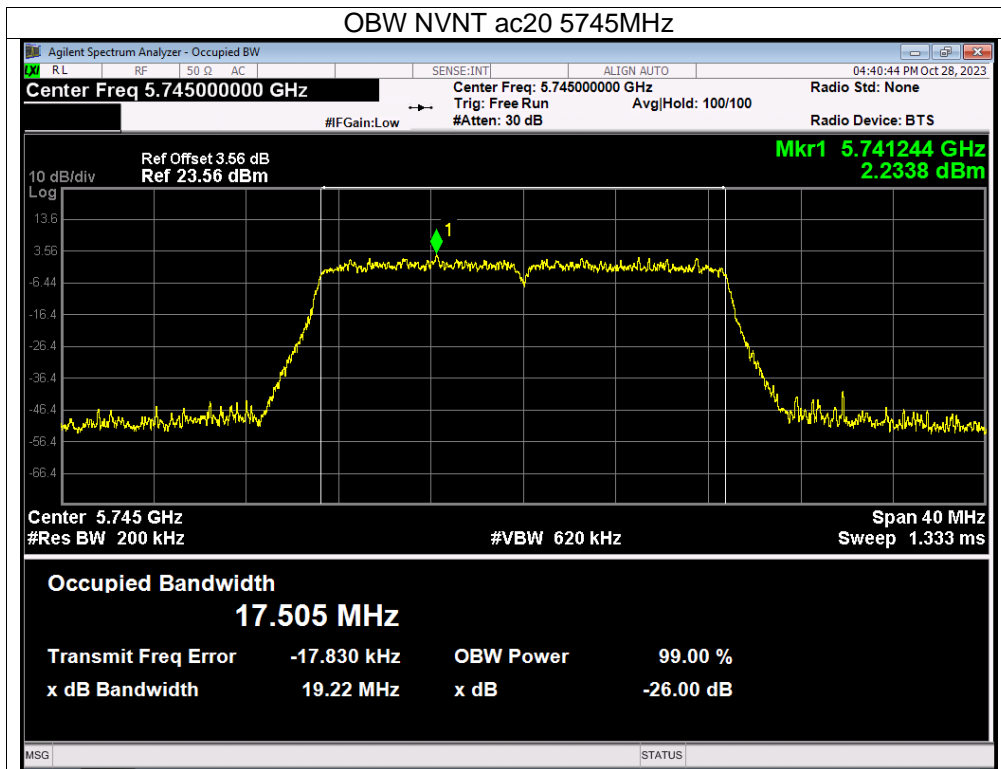 OBW NVNT ac20 5745MHz
Agilent Spectrum Analyzer - Occupied BW
LXI RL RF 50 Ω AC SENSE:INT ALIGN AUTO 04:40:44 PM Oct 28, 2023
Center Freq 5.745000000 GHz Center Freq: 5.745000000 GHz Radio Std: None
Trig: Free Run Avg|Hold: 100/100
#IFGain:Low #Atten: 30 dB Radio Device: BTS
Mkr1 5.741244 GHz
2.2338 dBm
Ref Offset 3.56 dB
10 dB/div Ref 23.56 dBm
Log
13.6
1
3.56
-6.44
-16.4
-26.4
-36.4
-46.4
-56.4
-66.4
Center 5.745 GHz Span 40 MHz
#Res BW 200 kHz #VBW 620 kHz Sweep 1.333 ms
Occupied Bandwidth
17.505 MHz
Transmit Freq Error -17.830 kHz OBW Power 99.00 %
x dB Bandwidth 19.22 MHz x dB -26.00 dB
MSG STATUS